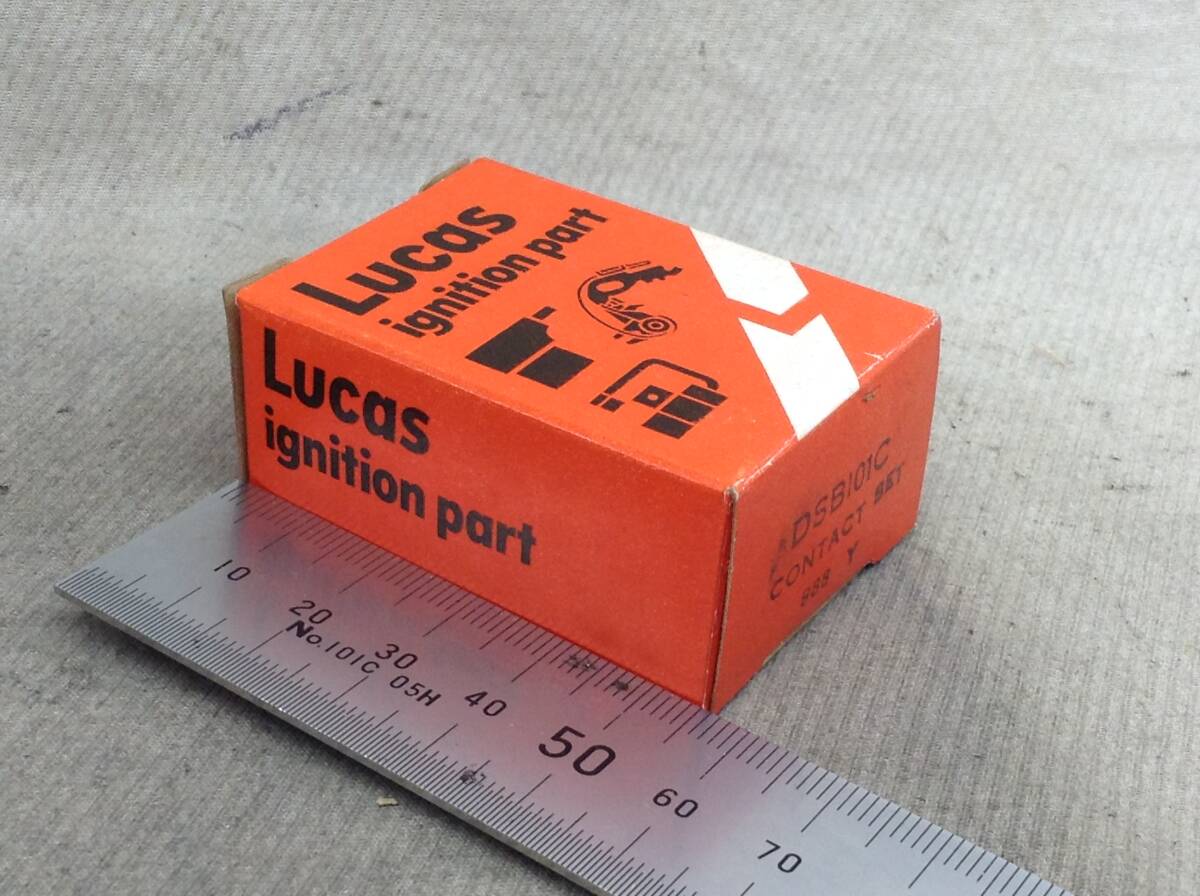 Lucas
ignition part
Lucas
ignition part
DSB101C
CONTACT SET
888 Y
10
20
30
40
50
60
70
No.101C 05H